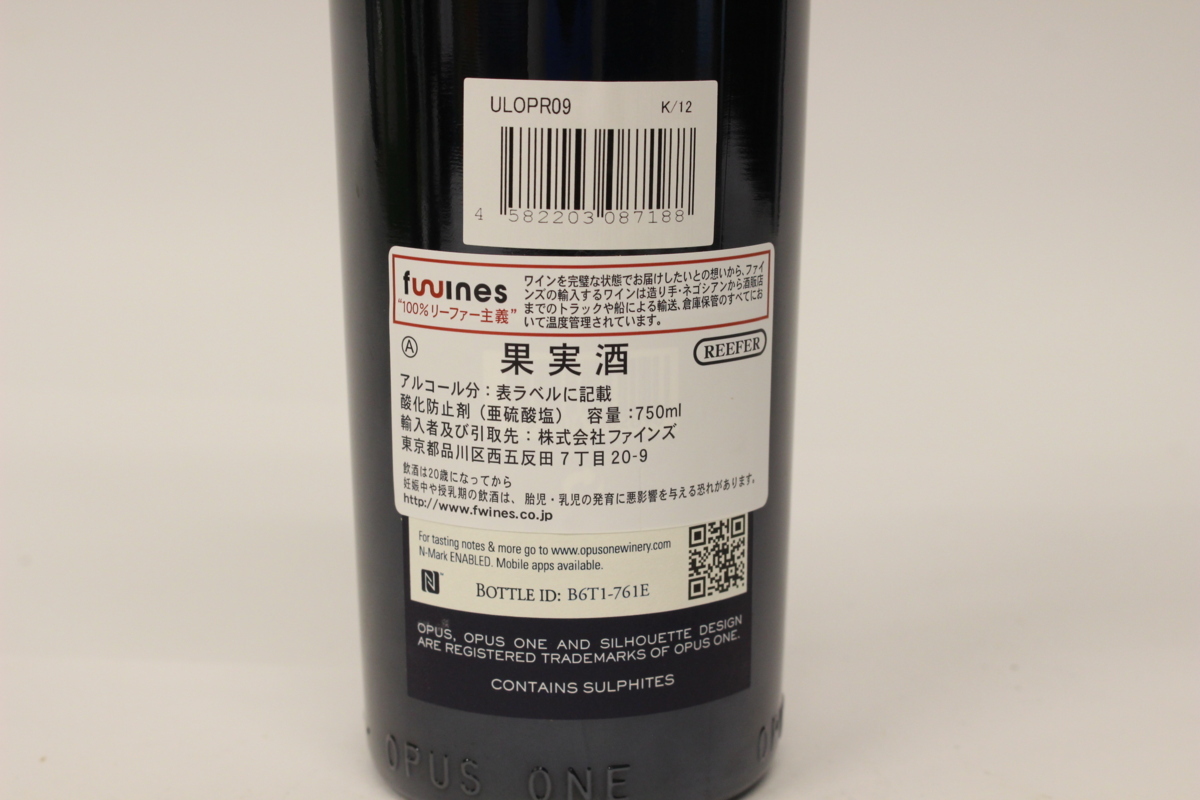 ULOPR09 K/12
4 582203 087188
fwines
"100%リーファー主義"
ワインを完璧な状態でお届けしたいとの想いから、ファイ
ンズの輸入するワインは造り手・ネゴシアンから酒販店
までのトラックや船による輸送、倉庫保管のすべてにお
いて温度管理されています。
A 果実酒 REEFER
アルコール分：表ラベルに記載
酸化防止剤（亜硫酸塩） 容量：750ml
輸入者及び引取先：株式会社ファインズ
東京都品川区西五反田7丁目20-9
飲酒は20歳になってから
妊娠中や授乳期の飲酒は、胎児・乳児の発育に悪影響を与える恐れがあります。
http://www.fwines.co.jp
For tasting notes & more go to www.opusonewinery.com
N-Mark ENABLED. Mobile apps available.
N BOTTLE ID: B6T1-761E
OPUS, OPUS ONE AND SILHOUETTE DESIGN
ARE REGISTERED TRADEMARKS OF OPUS ONE.
CONTAINS SULPHITES
OPUS ONE